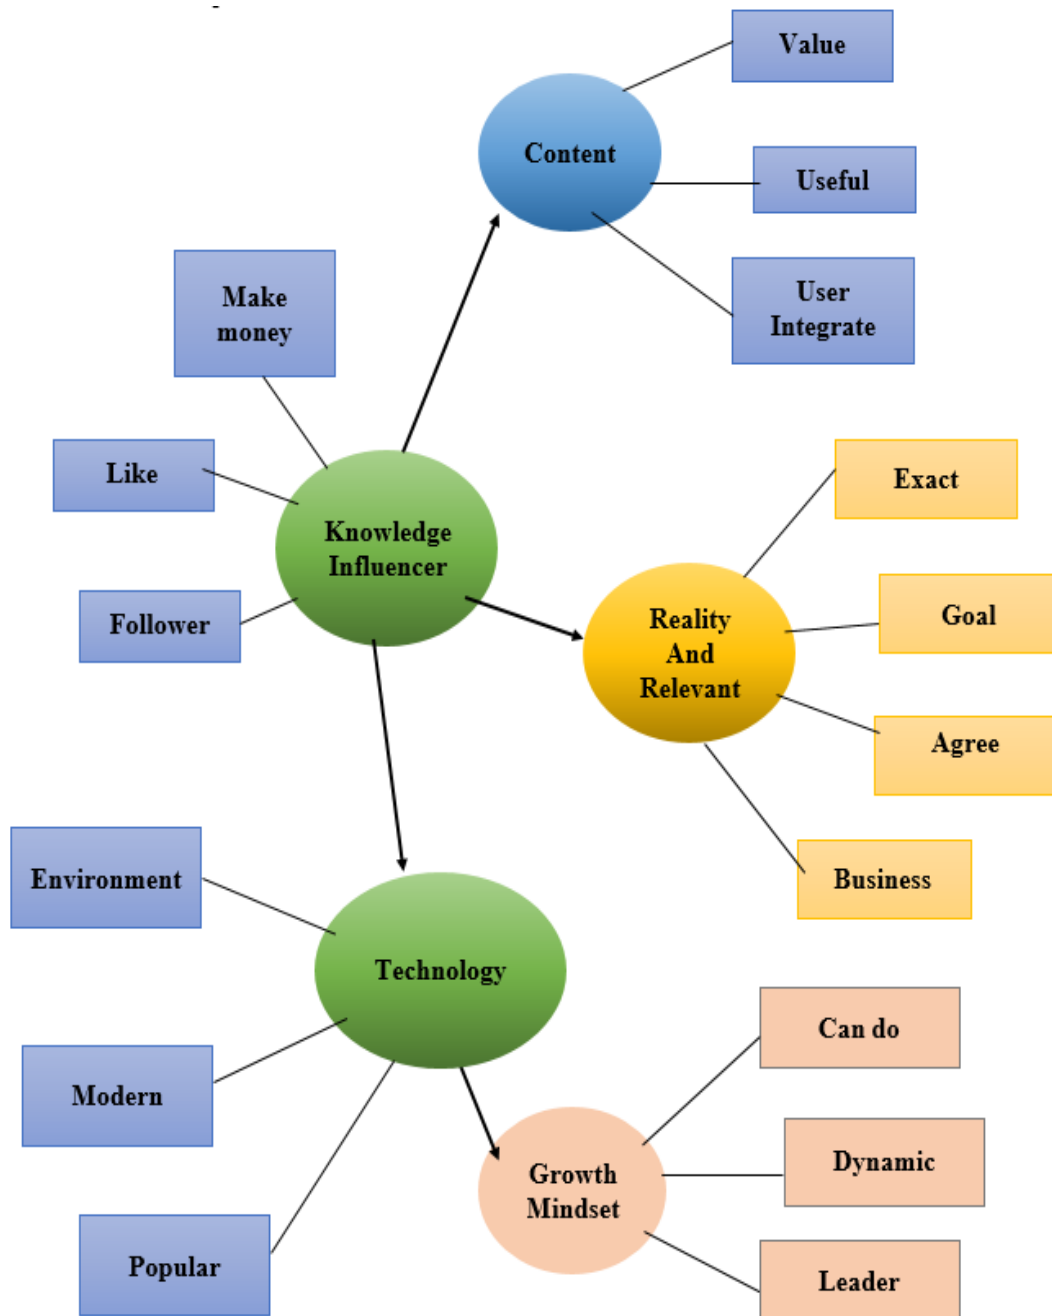 Value
Content
Useful
User
Integrate
Make
money
Like
Knowledge
Influencer
Follower
Exact
Reality
And
Relevant
Goal
Agree
Business
Environment
Technology
Modern
Popular
Can do
Growth
Mindset
Dynamic
Leader